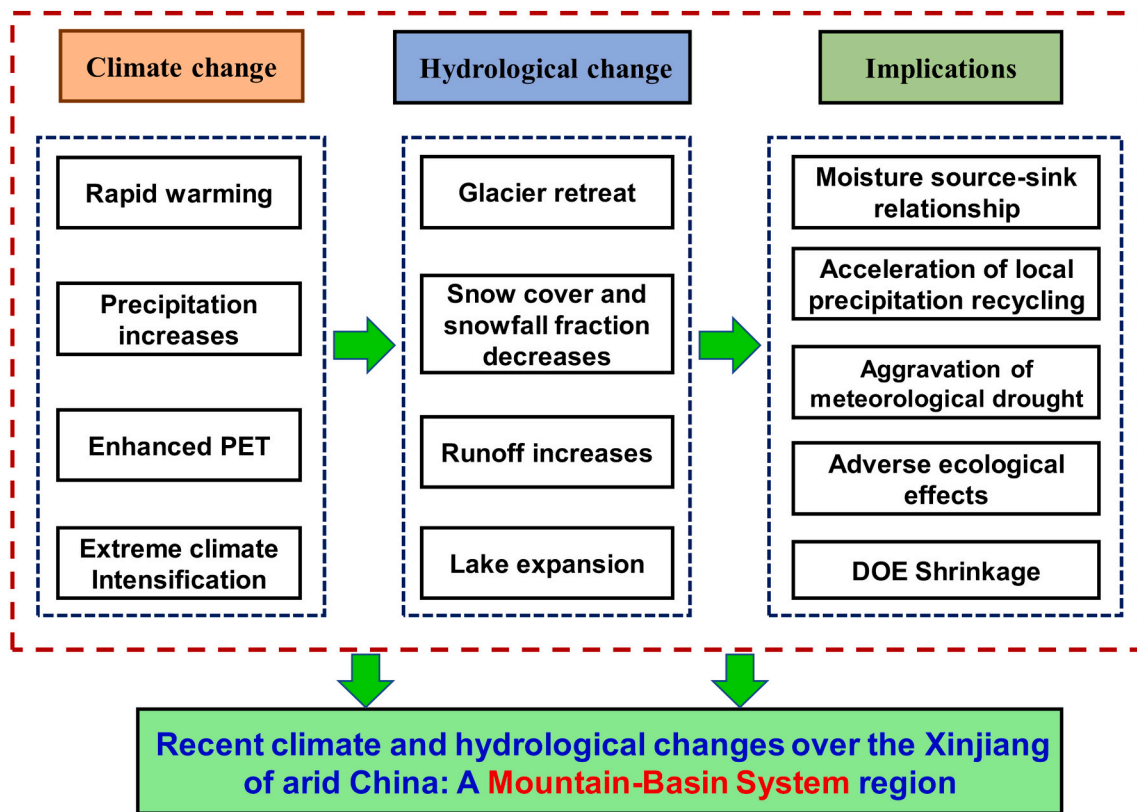 Climate change
Hydrological change
Implications
Rapid warming
Precipitation
increases
Enhanced PET
Extreme climate
Intensification
Glacier retreat
Snow cover and
snowfall fraction
decreases
Runoff increases
Lake expansion
Moisture source-sink
relationship
Acceleration of local
precipitation recycling
Aggravation of
meteorological drought
Adverse ecological
effects
DOE Shrinkage
Recent climate and hydrological changes over the Xinjiang
of arid China: A Mountain-Basin System region